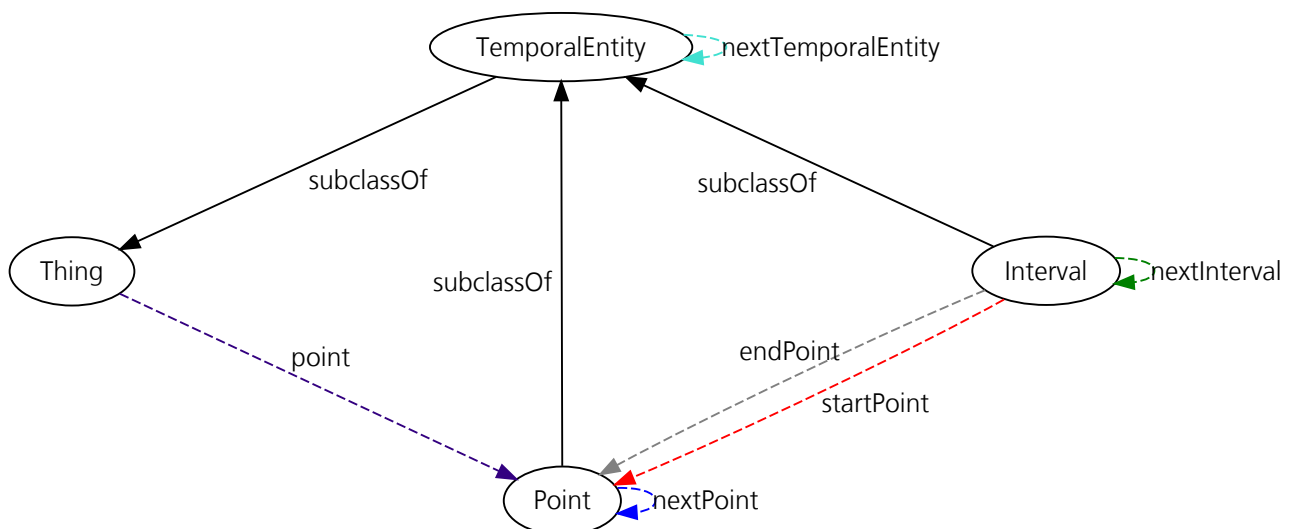 TemporalEntity
nextTemporalEntity
subclassOf
subclassOf
Thing
subclassOf
Interval
nextInterval
point
endPoint
startPoint
Point
nextPoint